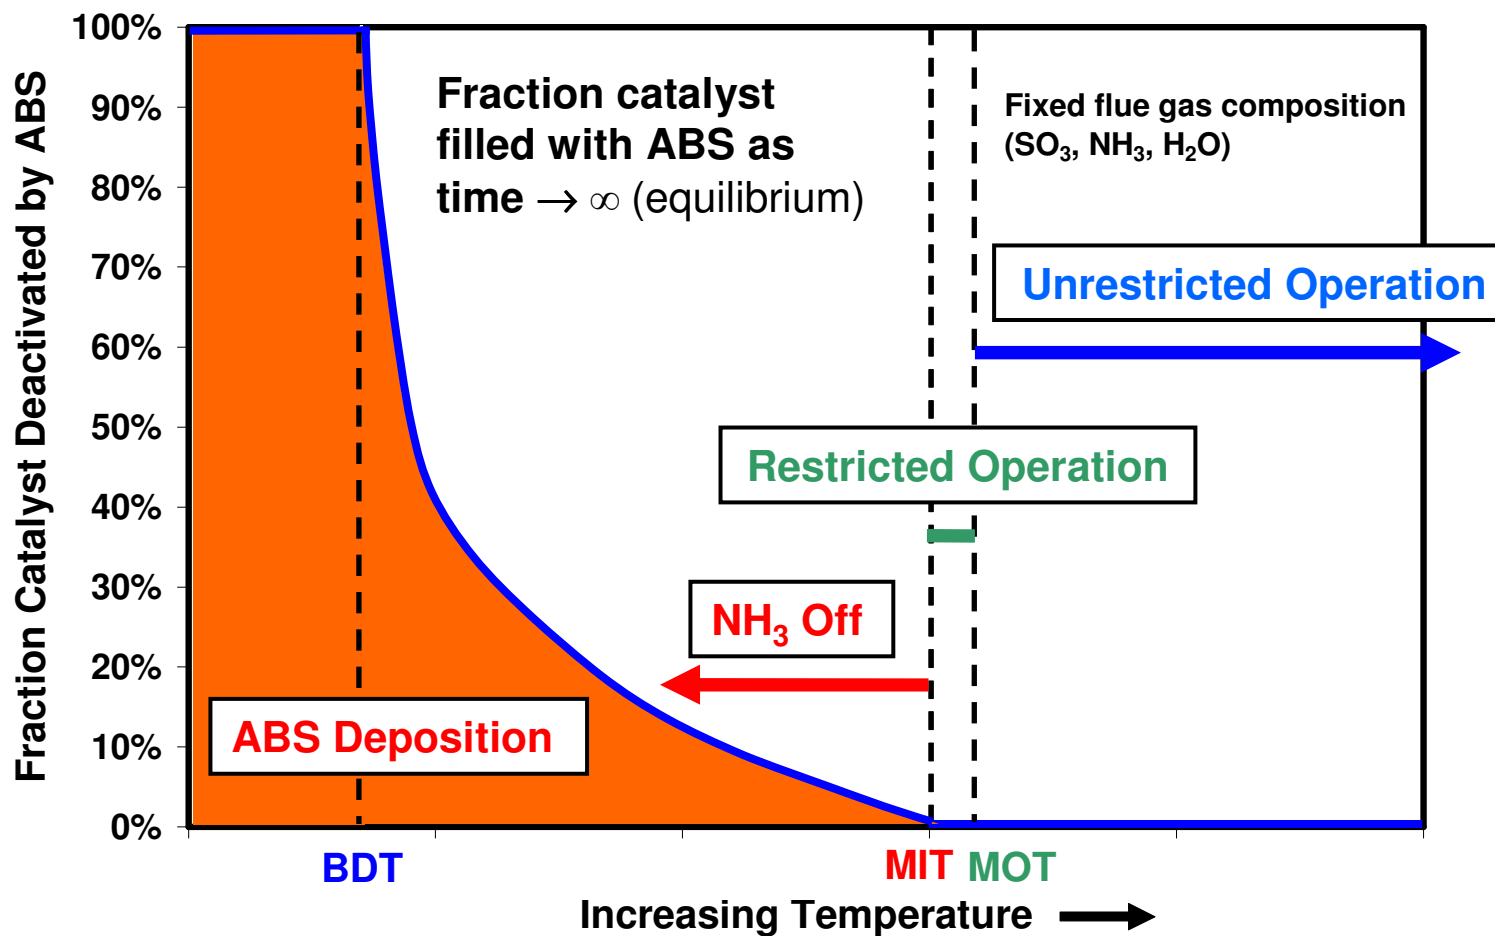 Fraction Catalyst Deactivated by ABS
100%
90%
80%
70%
60%
50%
40%
30%
20%
10%
0%
Fraction catalyst
filled with ABS as
time → ∞ (equilibrium)
Fixed flue gas composition
(SO₃, NH₃, H₂O)
Unrestricted Operation
Restricted Operation
NH₃ Off
ABS Deposition
BDT
MIT
MOT
Increasing Temperature